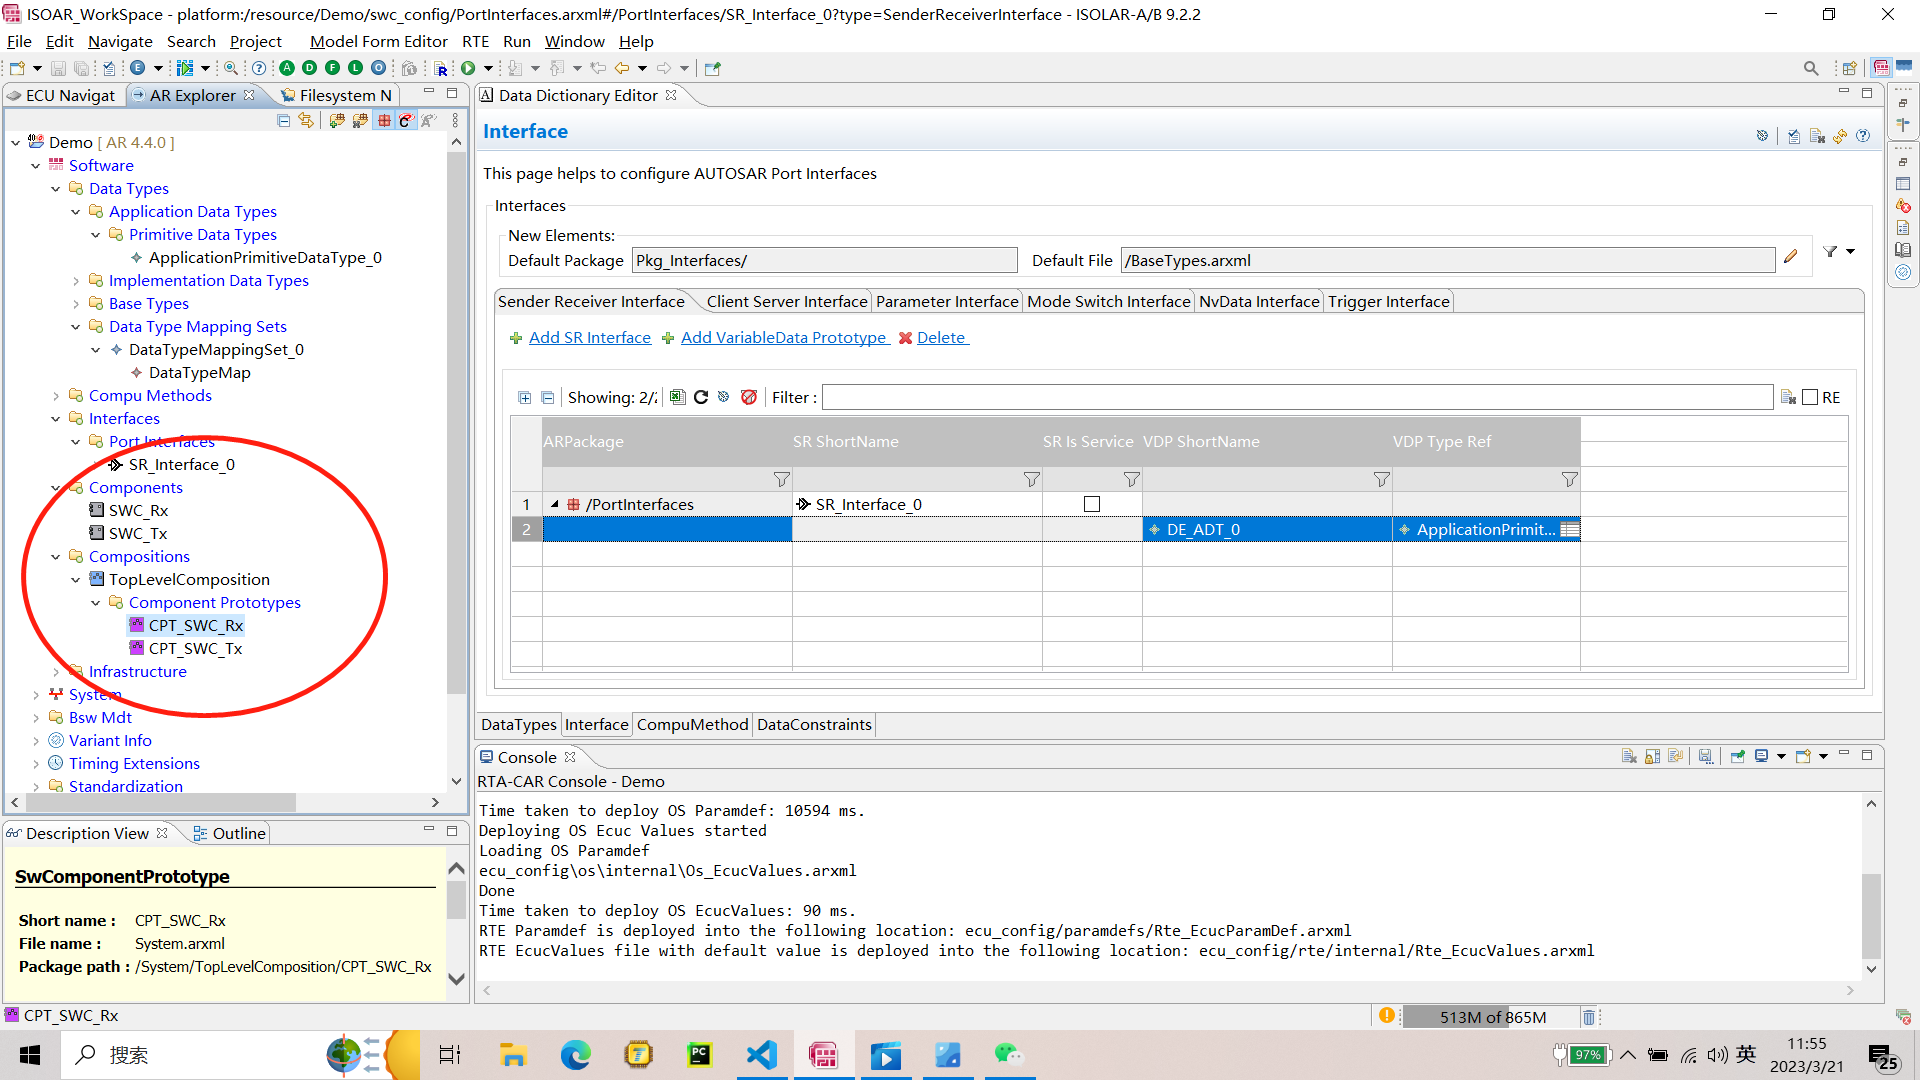 ISOAR_WorkSpace - platform:/resource/Demo/swc_config/PortInterfaces.arxml#/PortInterfaces/SR_Interface_0?type=SenderReceiverInterface - ISOLAR-A/B 9.2.2
File Edit Navigate Search Project Model Form Editor RTE Run Window Help
ECU Navigat
AR Explorer
Filesystem N
Demo [ AR 4.4.0 ]
Software
Data Types
Application Data Types
Primitive Data Types
ApplicationPrimitiveDataType_0
Implementation Data Types
Base Types
Data Type Mapping Sets
DataTypeMappingSet_0
DataTypeMap
Compu Methods
Interfaces
Port Interfaces
SR_Interface_0
Components
SWC_Rx
SWC_Tx
Compositions
TopLevelComposition
Component Prototypes
CPT_SWC_Rx
CPT_SWC_Tx
Infrastructure
System
Bsw Mdt
Variant Info
Timing Extensions
Standardization
Description View
Outline
SwComponentPrototype
Short name : CPT_SWC_Rx
File name : System.arxml
Package path : /System/TopLevelComposition/CPT_SWC_Rx
Data Dictionary Editor
Interface
This page helps to configure AUTOSAR Port Interfaces
Interfaces
New Elements:
Default Package Pkg_Interfaces/ Default File /BaseTypes.arxml
Sender Receiver Interface Client Server Interface Parameter Interface Mode Switch Interface NvData Interface Trigger Interface
Add SR Interface Add VariableData Prototype Delete
Showing: 2/2 Filter : RE
ARPackage SR ShortName SR Is Service VDP ShortName VDP Type Ref
1 /PortInterfaces SR_Interface_0
2 DE_ADT_0 ApplicationPrimit...
DataTypes Interface CompuMethod DataConstraints
Console
RTA-CAR Console - Demo
Time taken to deploy OS Paramdef: 10594 ms.
Deploying OS Ecuc Values started
Loading OS Paramdef
ecu_config\os\internal\Os_EcucValues.arxml
Done
Time taken to deploy OS EcucValues: 90 ms.
RTE Paramdef is deployed into the following location: ecu_config/paramdefs/Rte_EcucParamDef.arxml
RTE EcucValues file with default value is deployed into the following location: ecu_config/rte/internal/Rte_EcucValues.arxml
CPT_SWC_Rx
513M of 865M
搜索
97%
英
11:55
2023/3/21
25